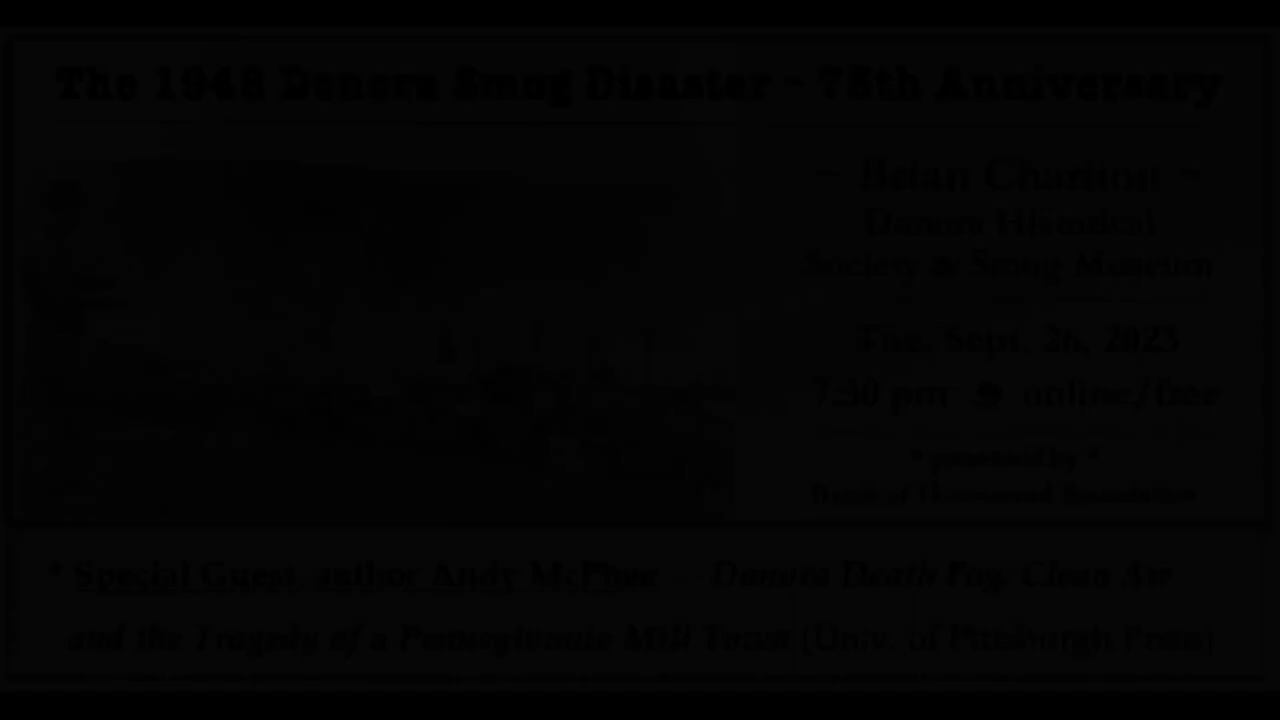 The 1948 Donora Smog Disaster ~ 75th Anniversary
~ Brian Charlton ~
Donora Historical
Society & Smog Museum
Tue. Sept. 26, 2023
7:30 pm online/free
* presented by *
* Special Guest, author Andy McPhee — Donora Death Fog: Clean Air
and the Tragedy of a Pennsylvania Mill Town (Univ. of Pittsburgh Press)